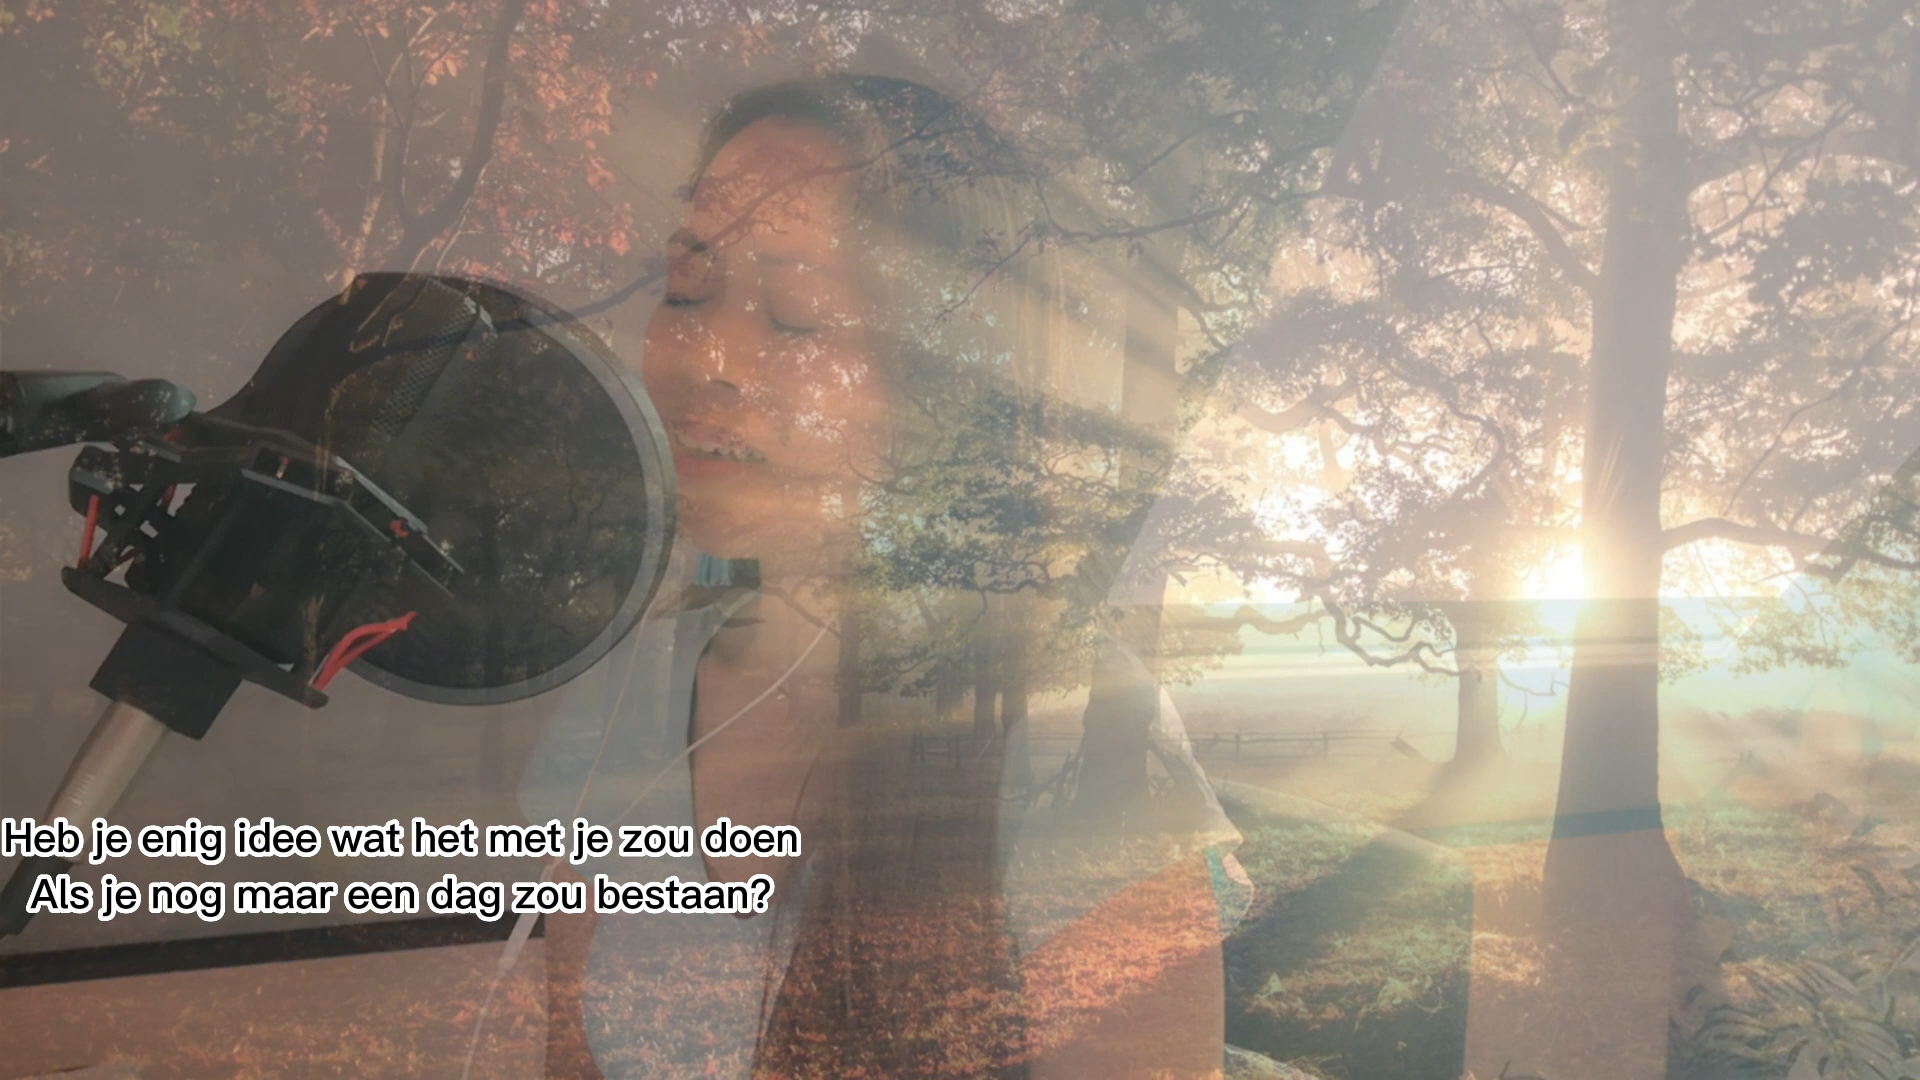 Heb je enig idee wat het met je zou doen
Als je nog maar een dag zou bestaan?